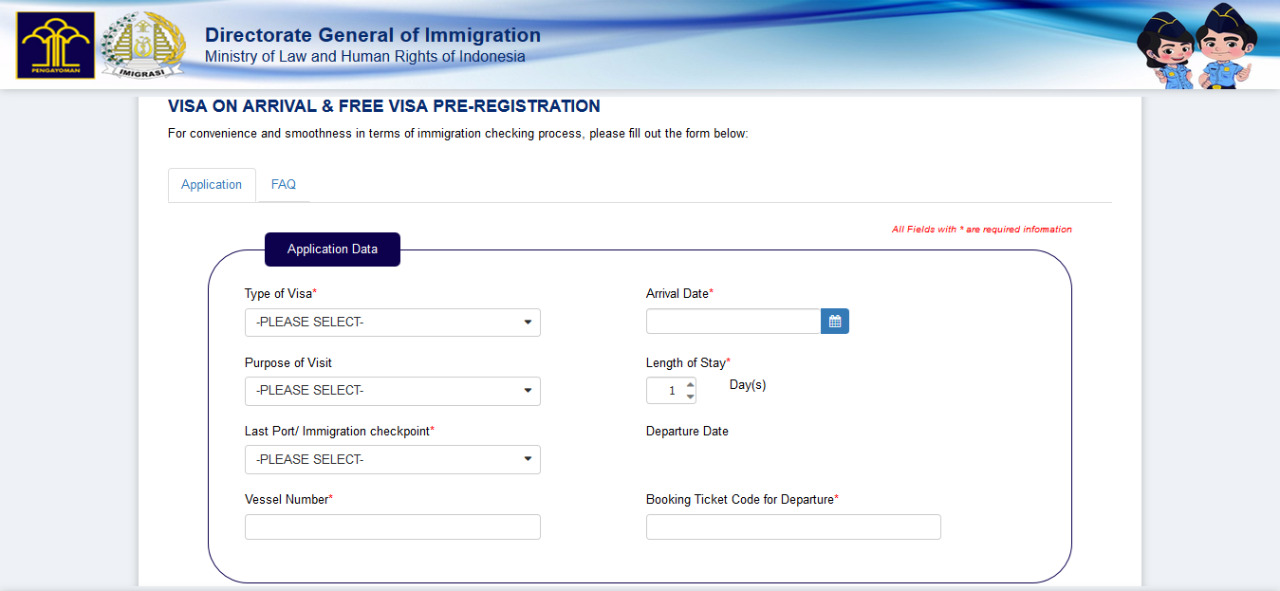 PENGAYOMAN
IMIGRASI
Directorate General of Immigration
Ministry of Law and Human Rights of Indonesia
VISA ON ARRIVAL & FREE VISA PRE-REGISTRATION
For convenience and smoothness in terms of immigration checking process, please fill out the form below:
Application FAQ
All Fields with * are required information
Application Data
Type of Visa*
-PLEASE SELECT-
Arrival Date*
Purpose of Visit
-PLEASE SELECT-
Length of Stay*
1 Day(s)
Last Port/ Immigration checkpoint*
-PLEASE SELECT-
Departure Date
Vessel Number*
Booking Ticket Code for Departure*